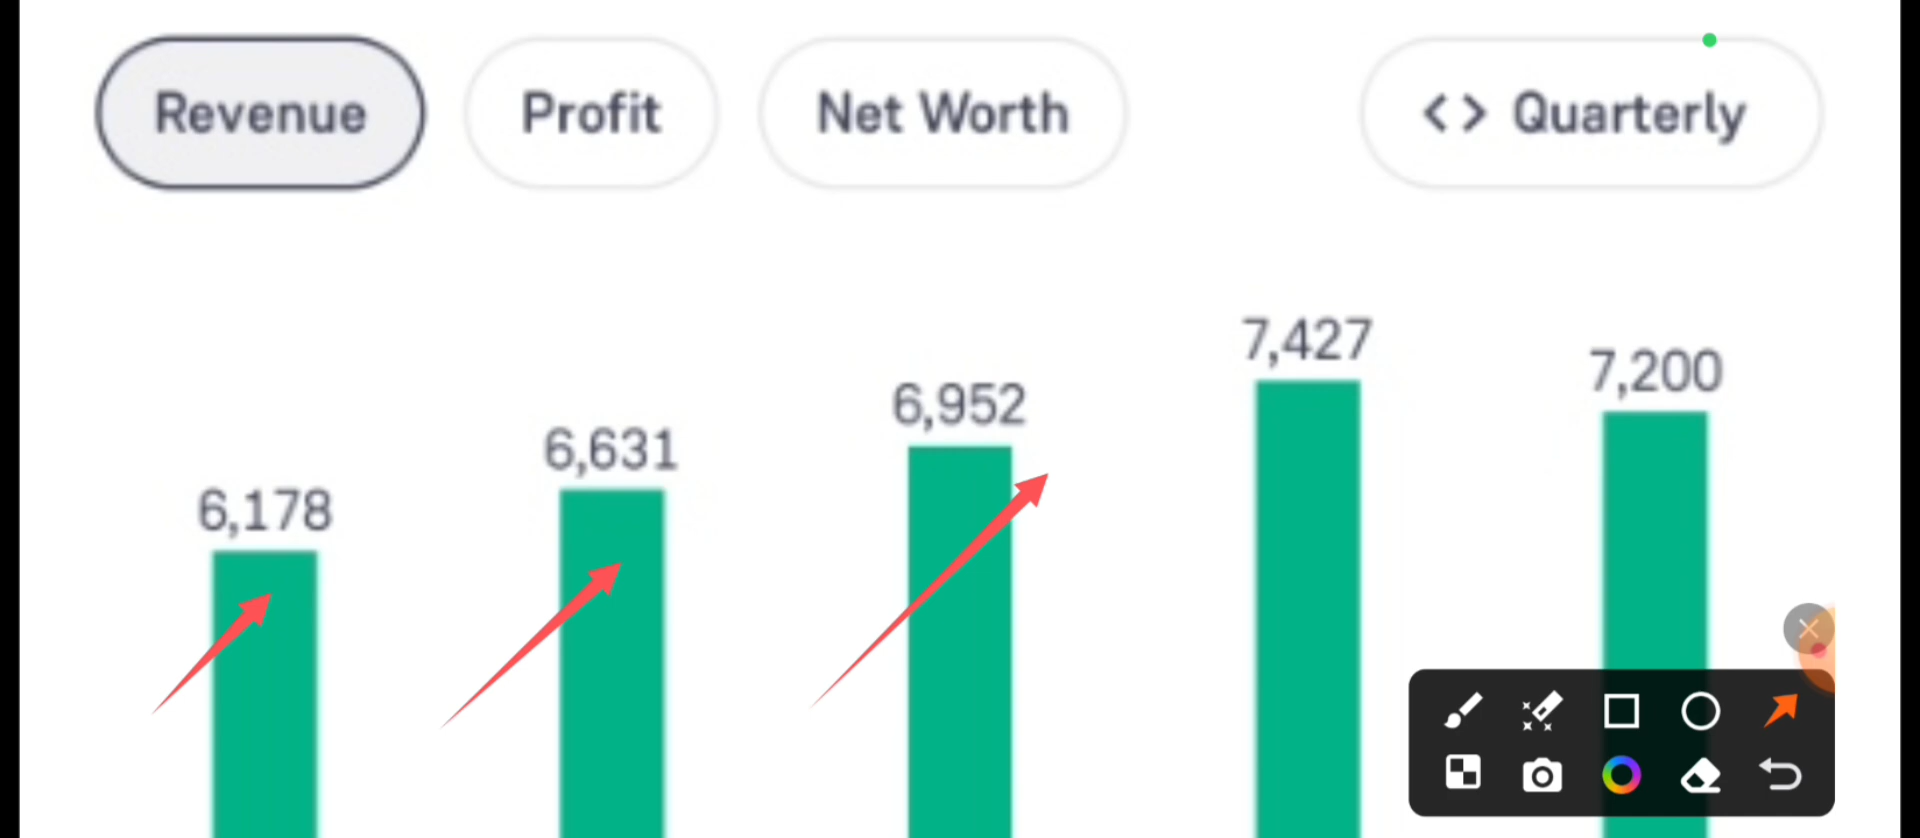 Revenue
Profit
Net Worth
<> Quarterly
6,178
6,631
6,952
7,427
7,200